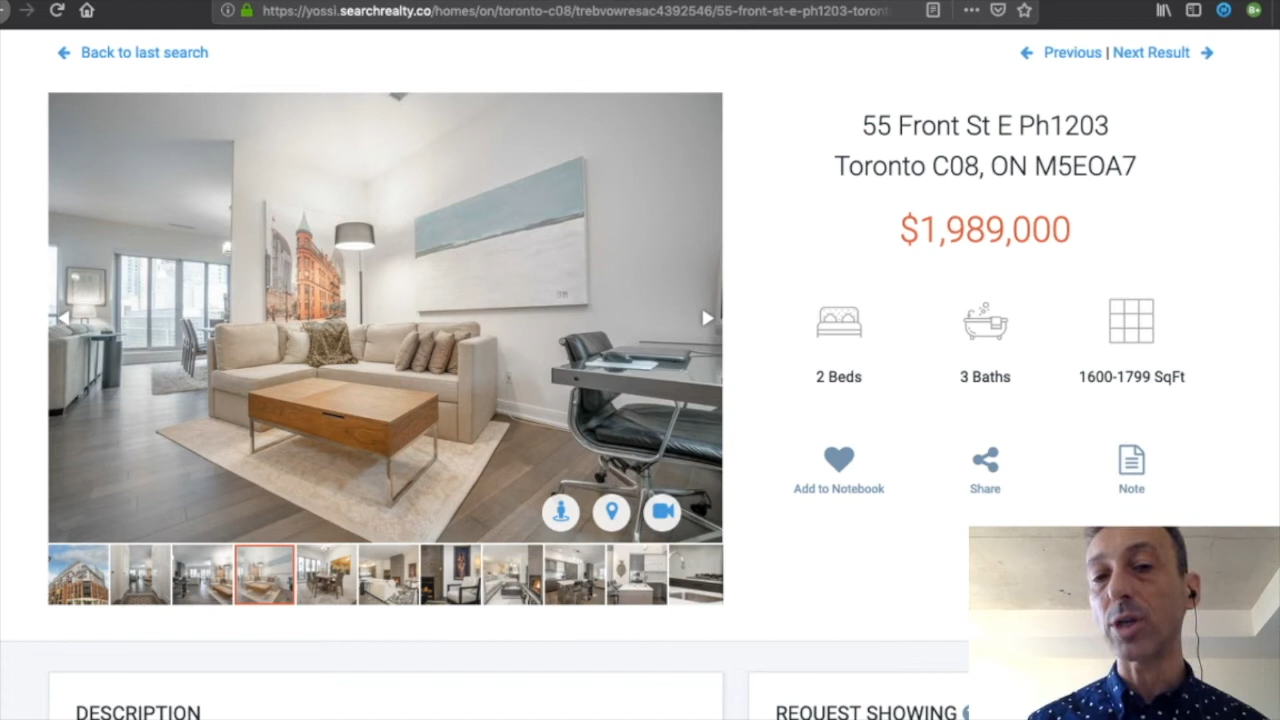 https://yossi.searchrealty.co/homes/on/toronto-c08/trebvowresac4392546/55-front-st-e-ph1203-toront
Back to last search
Previous | Next Result
55 Front St E Ph1203
Toronto C08, ON M5EOA7
$1,989,000
2 Beds
3 Baths
1600-1799 SqFt
Add to Notebook
Share
Note
DESCRIPTION
REQUEST SHOWING